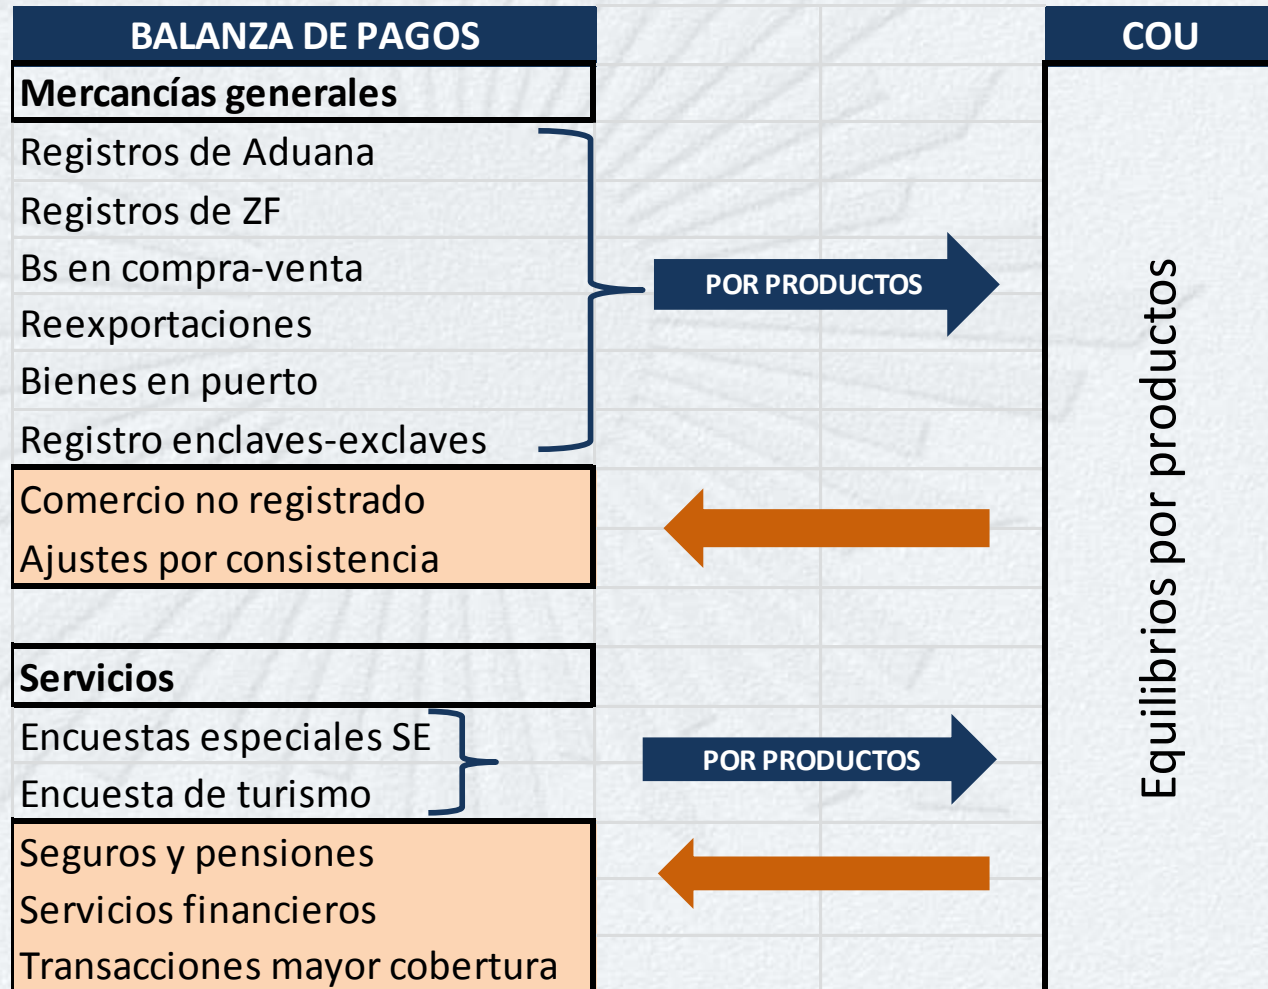 BALANZA DE PAGOS
COU
Mercancías generales
Registros de Aduana
Registros de ZF
Bs en compra-venta
POR PRODUCTOS
Reexportaciones
Bienes en puerto
Registro enclaves-exclaves
Comercio no registrado
Ajustes por consistencia
Equilibrios por productos
Servicios
Encuestas especiales SE
POR PRODUCTOS
Encuesta de turismo
Seguros y pensiones
Servicios financieros
Transacciones mayor cobertura